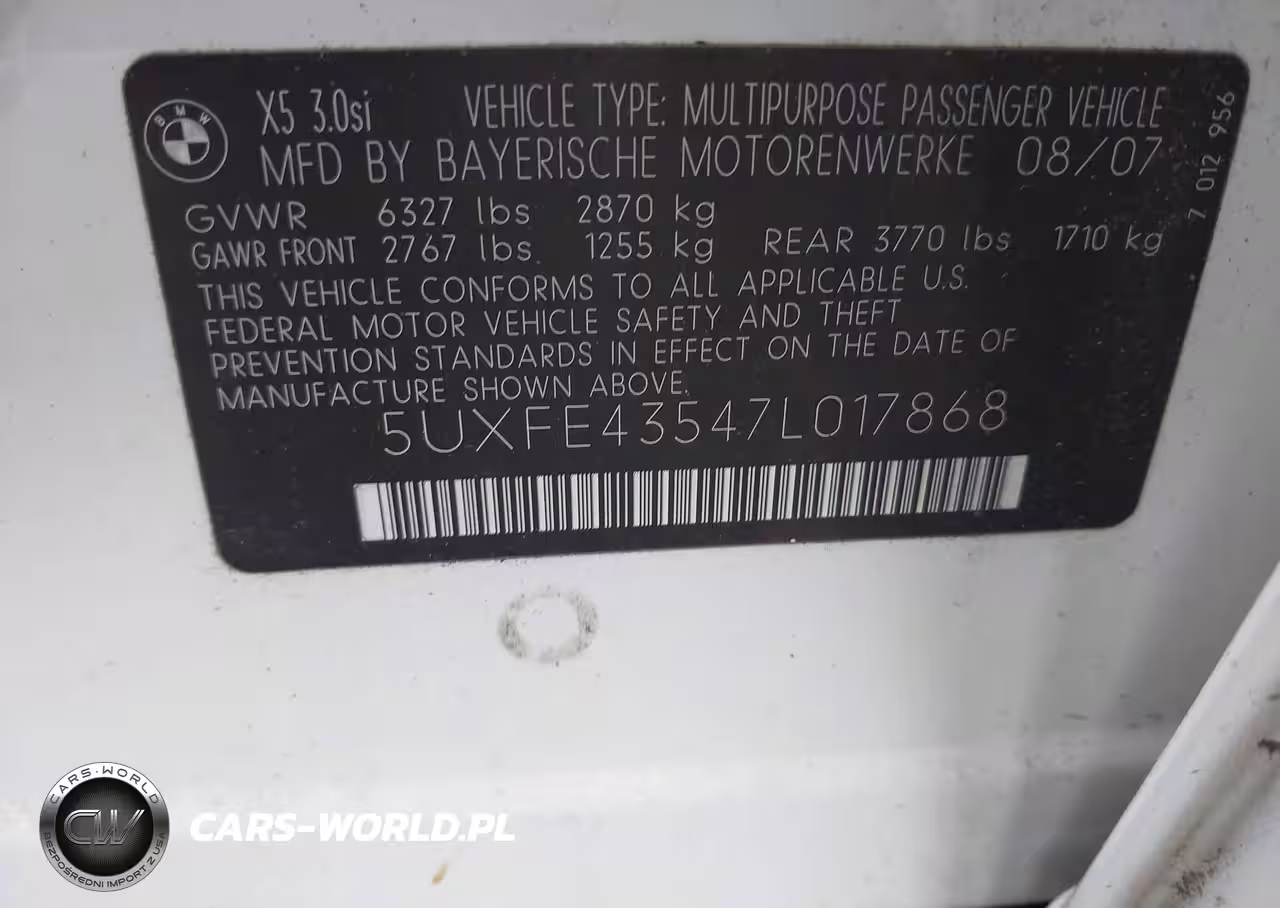 BMW
X5 3.0si VEHICLE TYPE: MULTIPURPOSE PASSENGER VEHICLE
MFD BY BAYERISCHE MOTORENWERKE 08/07
GVWR 6327 lbs 2870 kg
GAWR FRONT 2767 lbs. 1255 kg REAR 3770 lbs. 1710 kg
THIS VEHICLE CONFORMS TO ALL APPLICABLE U.S.
FEDERAL MOTOR VEHICLE SAFETY AND THEFT
PREVENTION STANDARDS IN EFFECT ON THE DATE OF
MANUFACTURE SHOWN ABOVE.
5UXFE43547L017868
7 012 956
CARS-WORLD
CW
BEZPOŚREDNI IMPORT Z USA
CARS-WORLD.PL